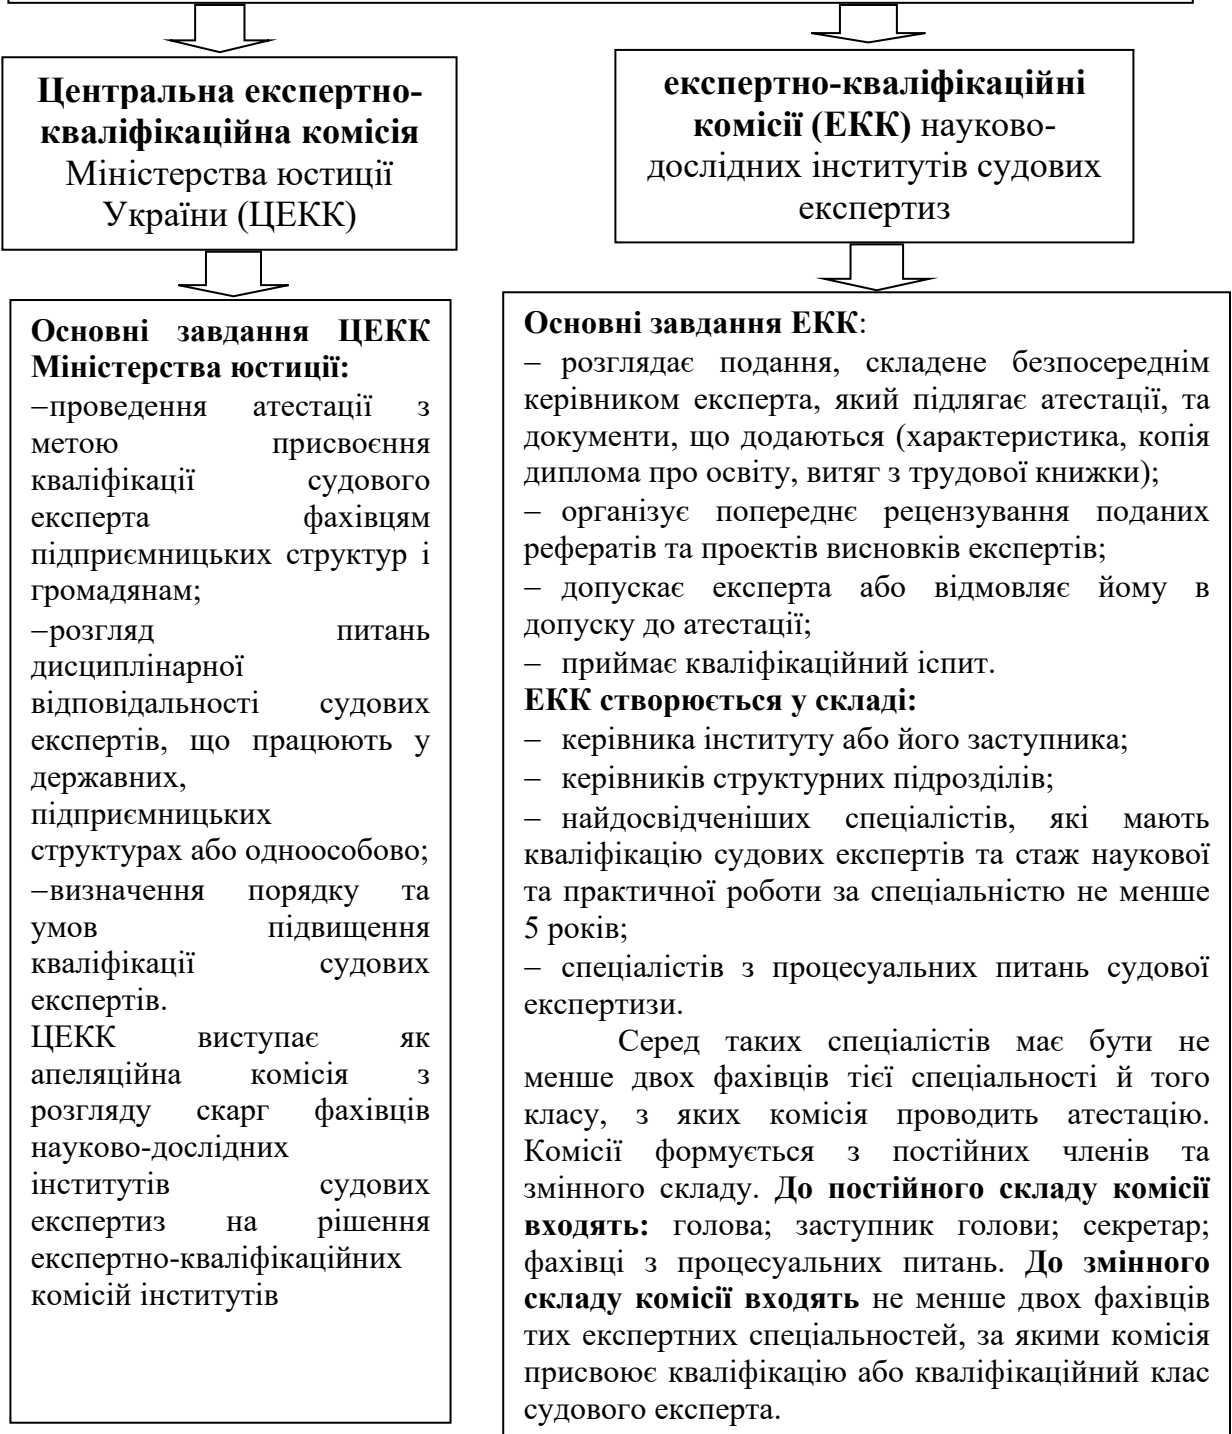 Центральна експертно-
кваліфікаційна комісія
Міністерства юстиції
України (ЦЕКК)
експертно-кваліфікаційні
комісії (ЕКК) науково-
дослідних інститутів судових
експертиз
Основні завдання ЦЕКК
Міністерства юстиції:
–проведення атестації з
метою присвоєння
кваліфікації судового
експерта фахівцям
підприємницьких структур і
громадянам;
–розгляд питань
дисциплінарної
відповідальності судових
експертів, що працюють у
державних,
підприємницьких
структурах або одноособово;
–визначення порядку та
умов підвищення
кваліфікації судових
експертів.
ЦЕКК виступає як
апеляційна комісія з
розгляду скарг фахівців
науково-дослідних
інститутів судових
експертиз на рішення
експертно-кваліфікаційних
комісій інститутів
Основні завдання ЕКК:
– розглядає подання, складене безпосереднім
керівником експерта, який підлягає атестації, та
документи, що додаються (характеристика, копія
диплома про освіту, витяг з трудової книжки);
– організує попереднє рецензування поданих
рефератів та проектів висновків експертів;
– допускає експерта або відмовляє йому в
допуску до атестації;
– приймає кваліфікаційний іспит.
ЕКК створюється у складі:
– керівника інституту або його заступника;
– керівників структурних підрозділів;
– найдосвідченіших спеціалістів, які мають
кваліфікацію судових експертів та стаж наукової
та практичної роботи за спеціальністю не менше
5 років;
– спеціалістів з процесуальних питань судової
експертизи.
Серед таких спеціалістів має бути не
менше двох фахівців тієї спеціальності й того
класу, з яких комісія проводить атестацію.
Комісії формується з постійних членів та
змінного складу. До постійного складу комісії
входять: голова; заступник голови; секретар;
фахівці з процесуальних питань. До змінного
складу комісії входять не менше двох фахівців
тих експертних спеціальностей, за якими комісія
присвоює кваліфікацію або кваліфікаційний клас
судового експерта.